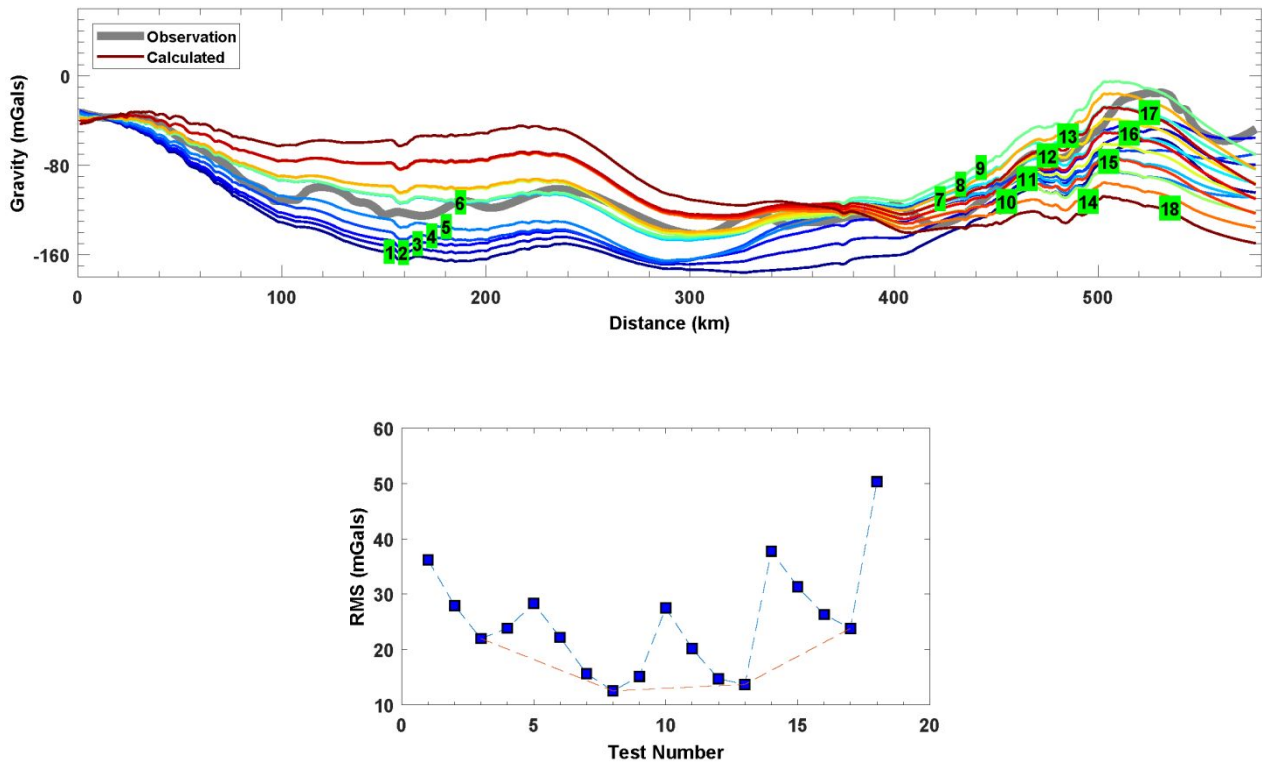 Observation
Calculated
Gravity (mGals)
0
-80
-160
1 2 3 4 5 6 7 8 9 10 11 12 13 14 15 16 17 18
0 100 200 300 400 500
Distance (km)
RMS (mGals)
60
50
40
30
20
10
0 5 10 15 20
Test Number